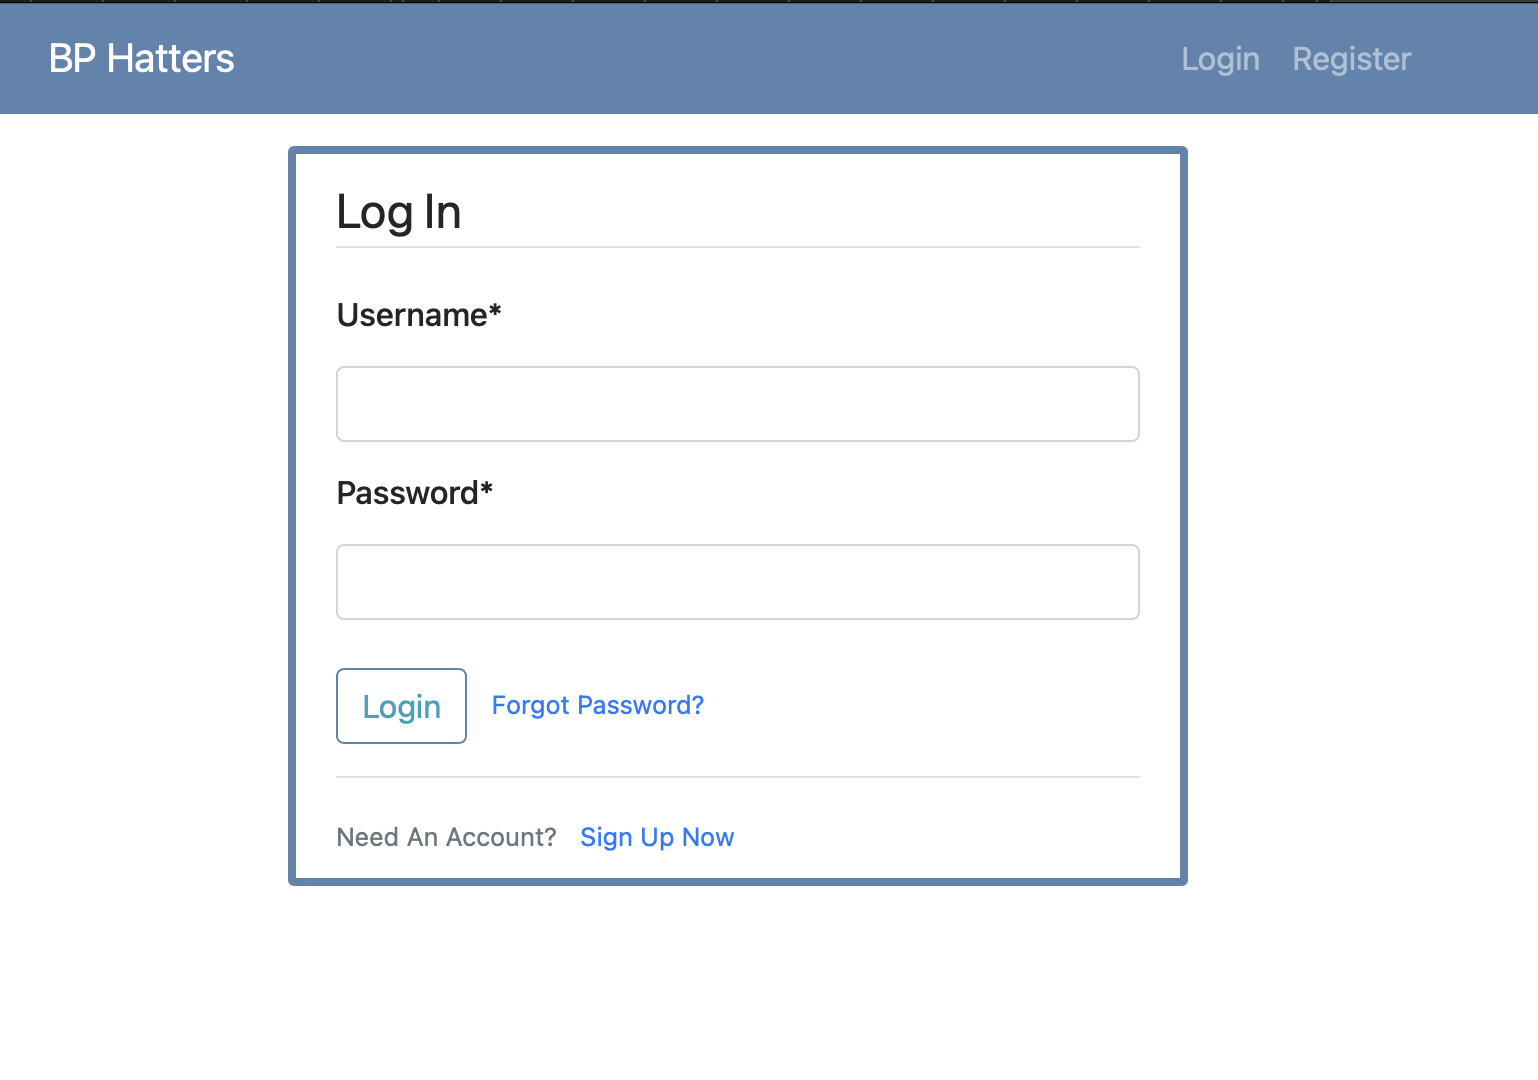 BP Hatters
Login Register
Log In
Username*
Password*
Login Forgot Password?
Need An Account? Sign Up Now